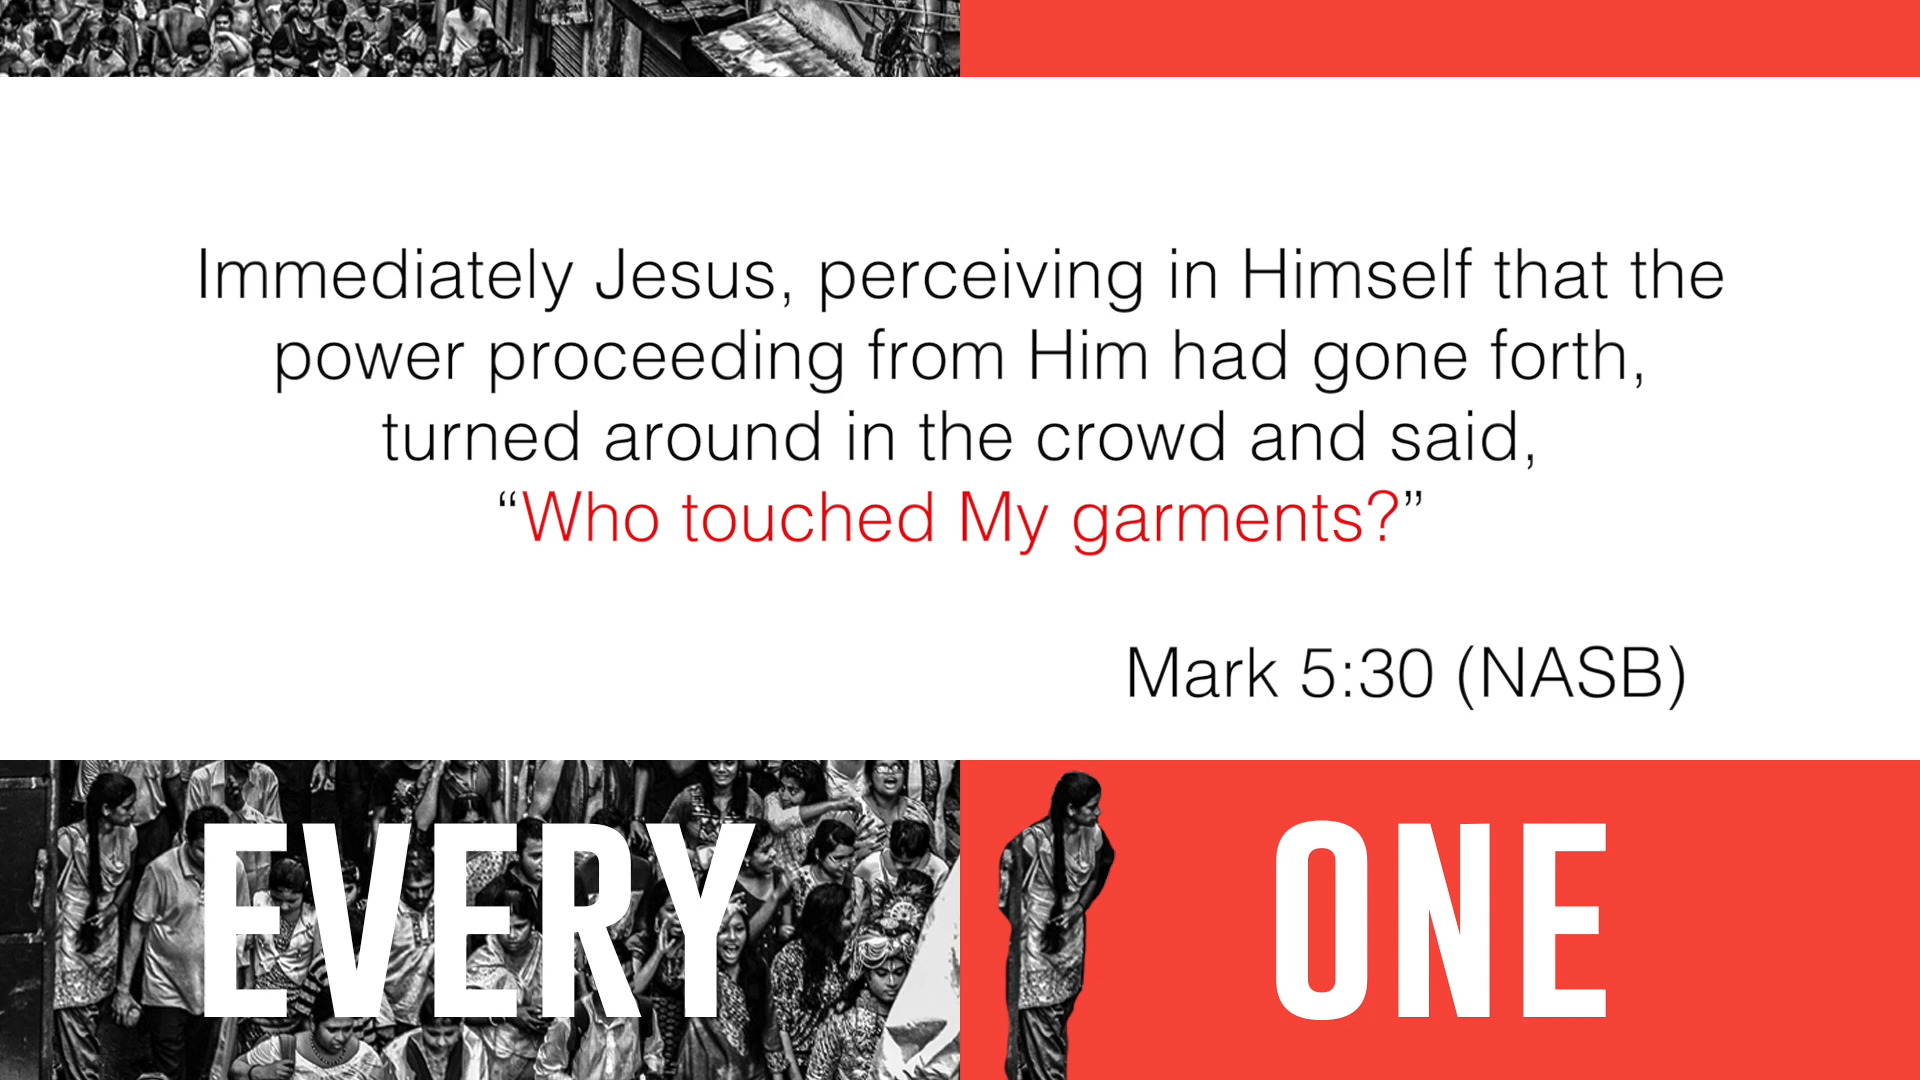 Immediately Jesus, perceiving in Himself that the
power proceeding from Him had gone forth,
turned around in the crowd and said,
“Who touched My garments?”
Mark 5:30 (NASB)
EVERY ONE